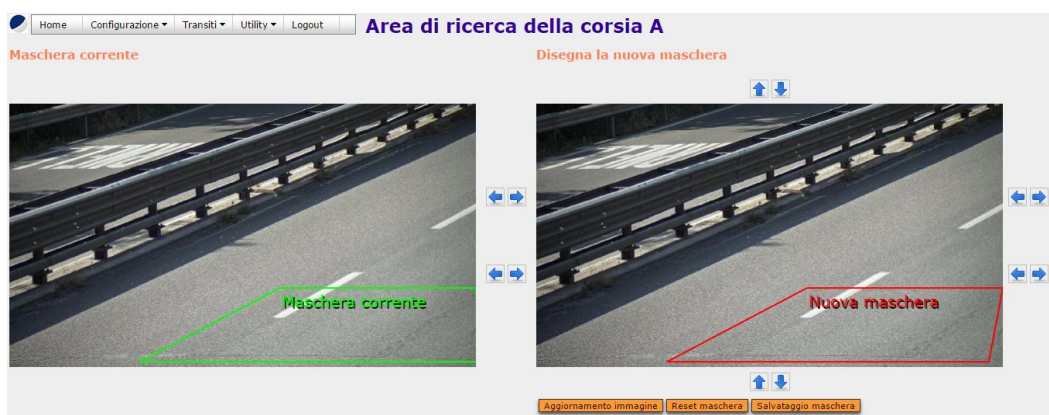 Home Configurazione Transiti Utility Logout Area di ricerca della corsia A
Maschera corrente
Disegna la nuova maschera
Maschera corrente
Nuova maschera
Aggiornamento immagine Reset maschera Salvataggio maschera